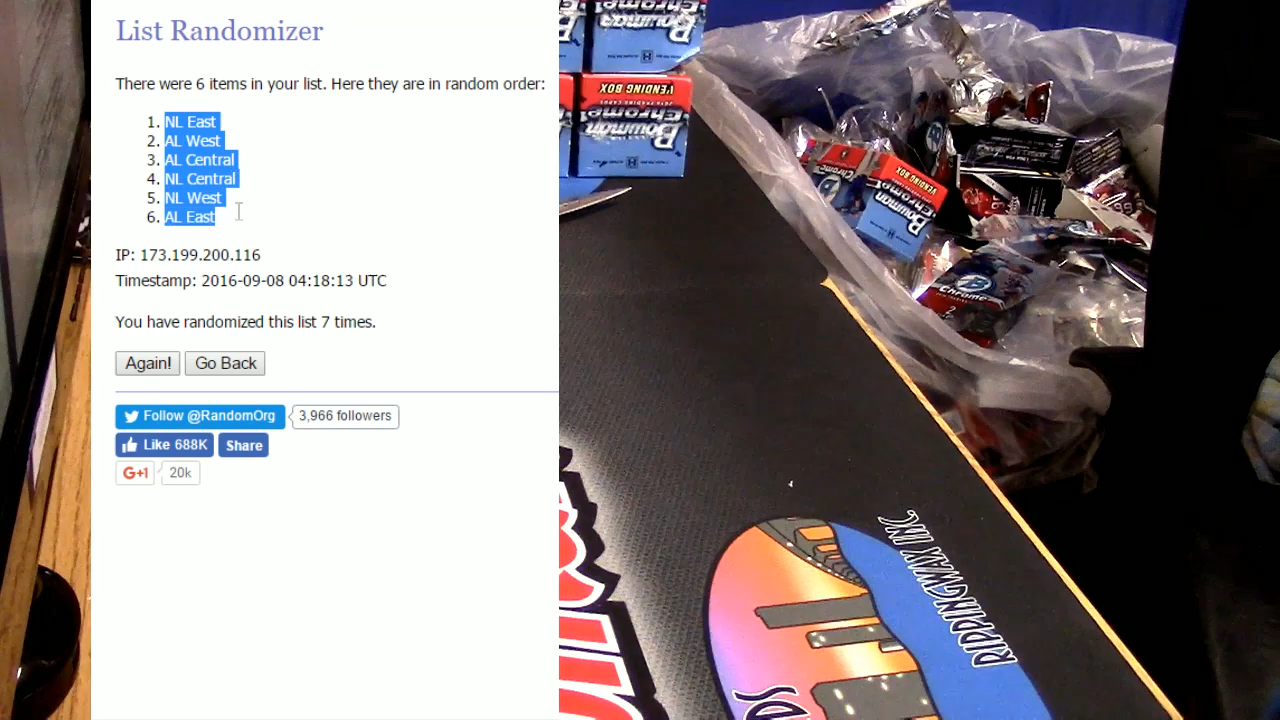 List Randomizer
There were 6 items in your list. Here they are in random order:
1. NL East
2. AL West
3. AL Central
4. NL Central
5. NL West
6. AL East
IP: 173.199.200.116
Timestamp: 2016-09-08 04:18:13 UTC
You have randomized this list 7 times.
Again! Go Back
Follow @RandomOrg 3,966 followers
Like 688K Share
G+1 20k
Bowman
Chrome
VENDING BOX
Bowman
Chrome
VENDING BOX
Bowman
Chrome
Chrome
RIPPINGWAX INC.